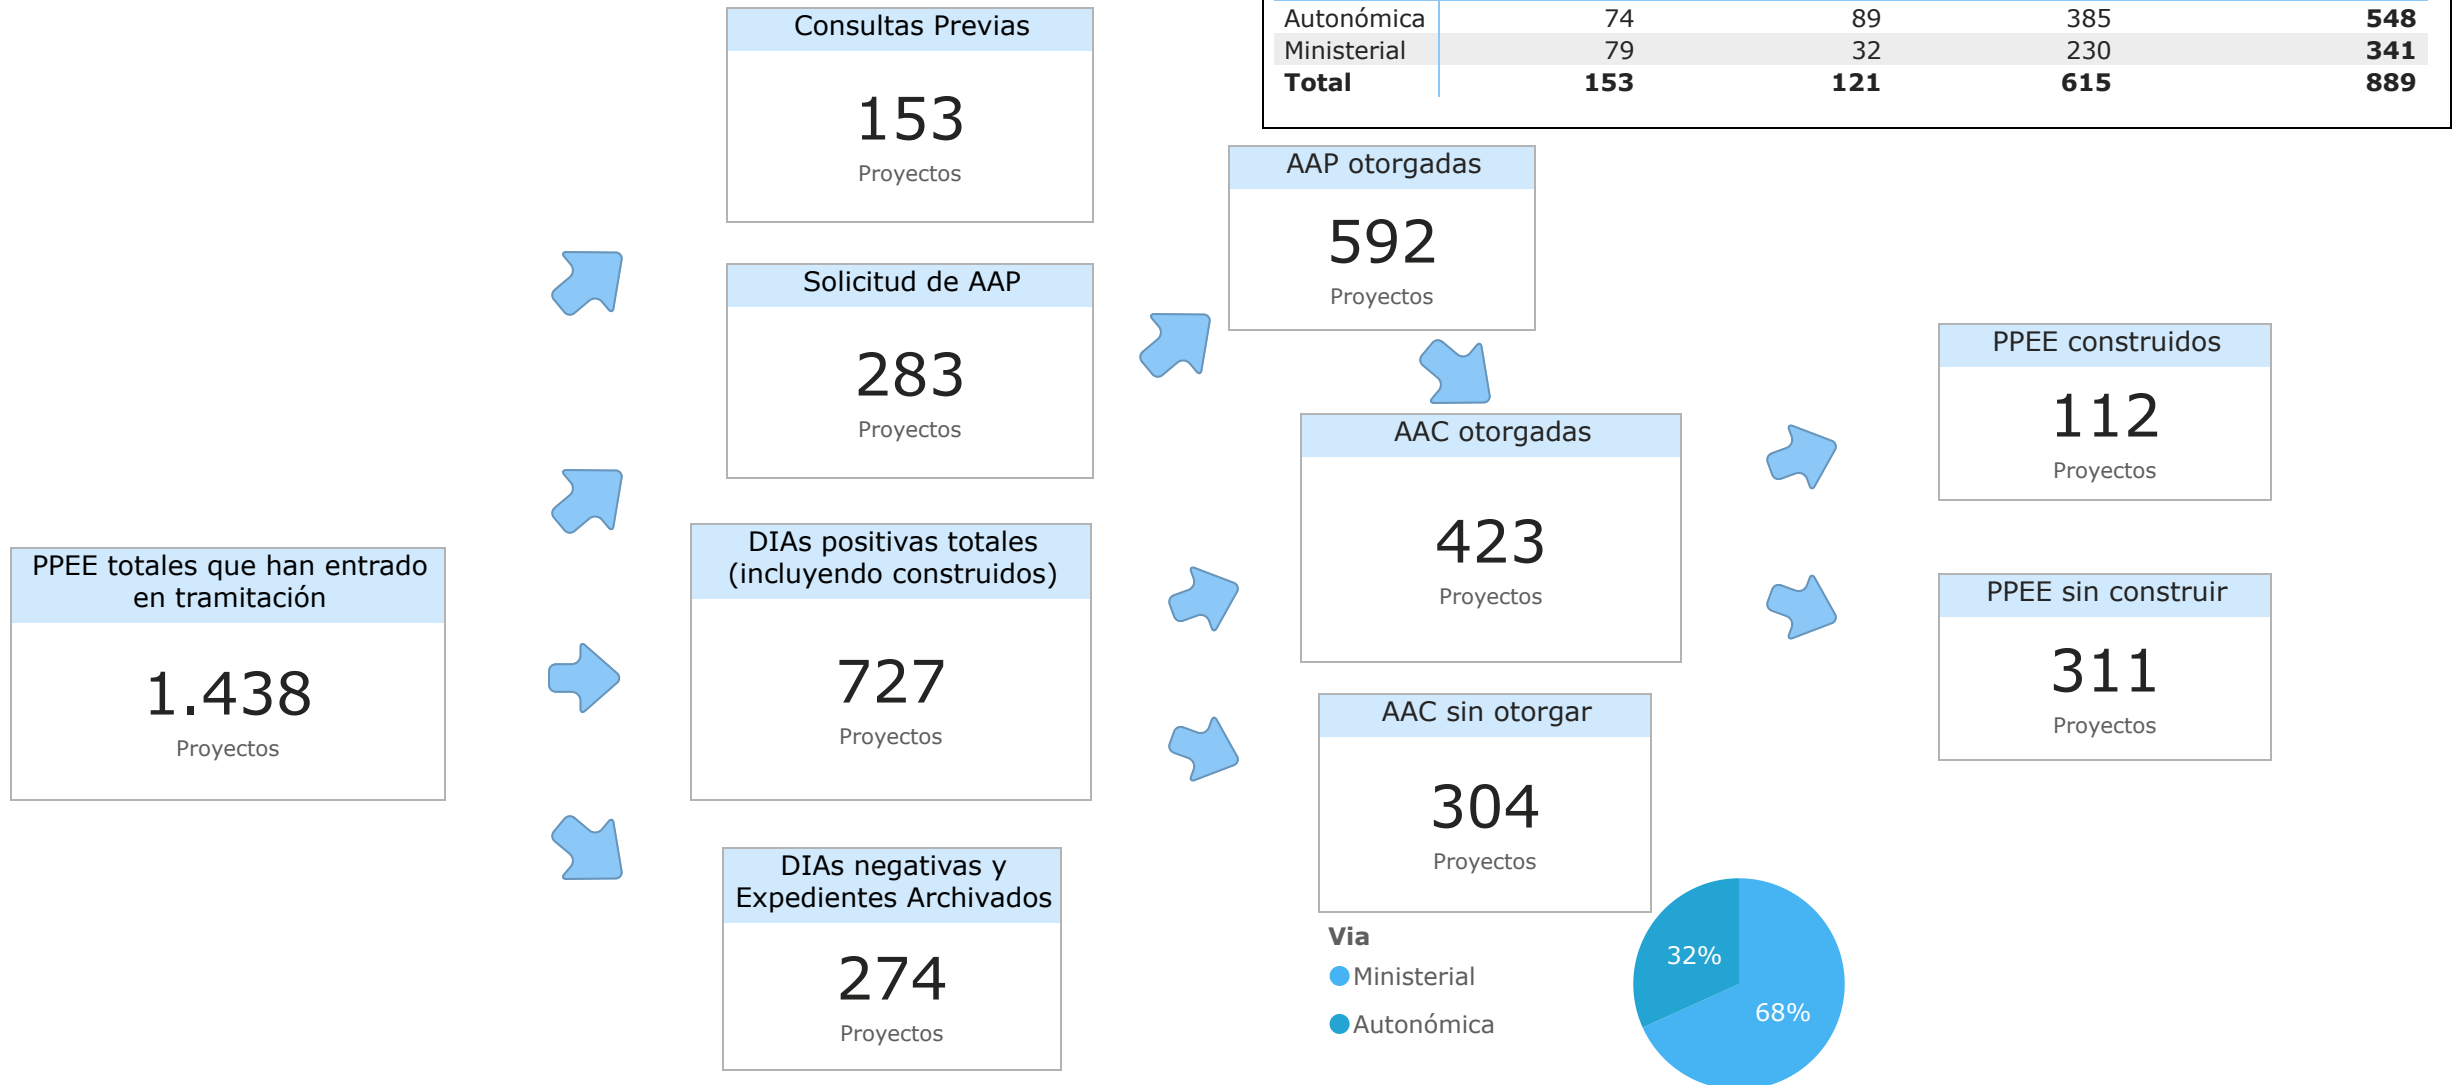 Autonómica 74 89 385 548
Ministerial 79 32 230 341
Total 153 121 615 889
Consultas Previas
153
Proyectos
AAP otorgadas
592
Proyectos
Solicitud de AAP
283
Proyectos
PPEE construidos
112
Proyectos
AAC otorgadas
423
Proyectos
DIAs positivas totales
(incluyendo construidos)
727
Proyectos
PPEE totales que han entrado
en tramitación
1.438
Proyectos
PPEE sin construir
311
Proyectos
AAC sin otorgar
304
Proyectos
DIAs negativas y
Expedientes Archivados
274
Proyectos
Via
Ministerial
Autonómica
32%
68%